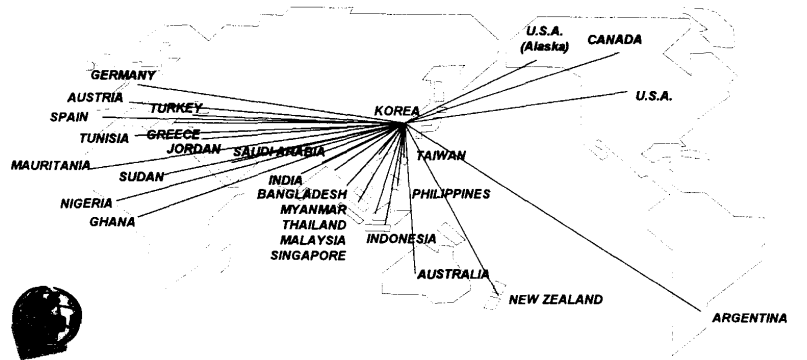 U.S.A.
(Alaska)
CANADA
GERMANY
AUSTRIA
U.S.A.
TURKEY
KOREA
SPAIN
TUNISIA
GREECE
JORDAN
SAUDI ARABIA
TAIWAN
MAURITANIA
SUDAN
INDIA
BANGLADESH
PHILIPPINES
NIGERIA
MYANMAR
GHANA
THAILAND
MALAYSIA
INDONESIA
SINGAPORE
AUSTRALIA
NEW ZEALAND
ARGENTINA